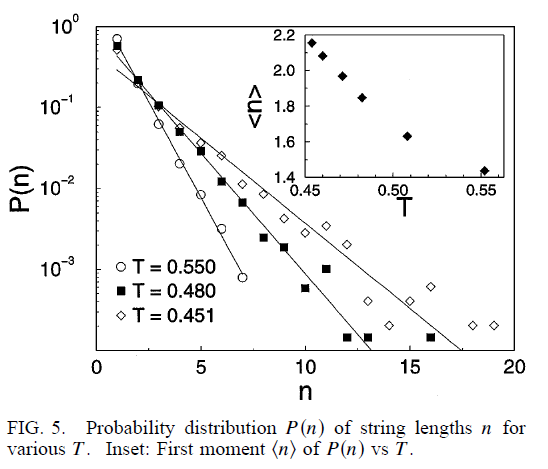 10^0
10^-1
10^-2
10^-3
P(n)
0
5
10
15
20
n
○ T = 0.550
■ T = 0.480
◇ T = 0.451
2.2
2.0
1.8
1.6
1.4
<n>
0.45
0.50
0.55
T
FIG. 5. Probability distribution P(n) of string lengths n for
various T. Inset: First moment ⟨n⟩ of P(n) vs T.